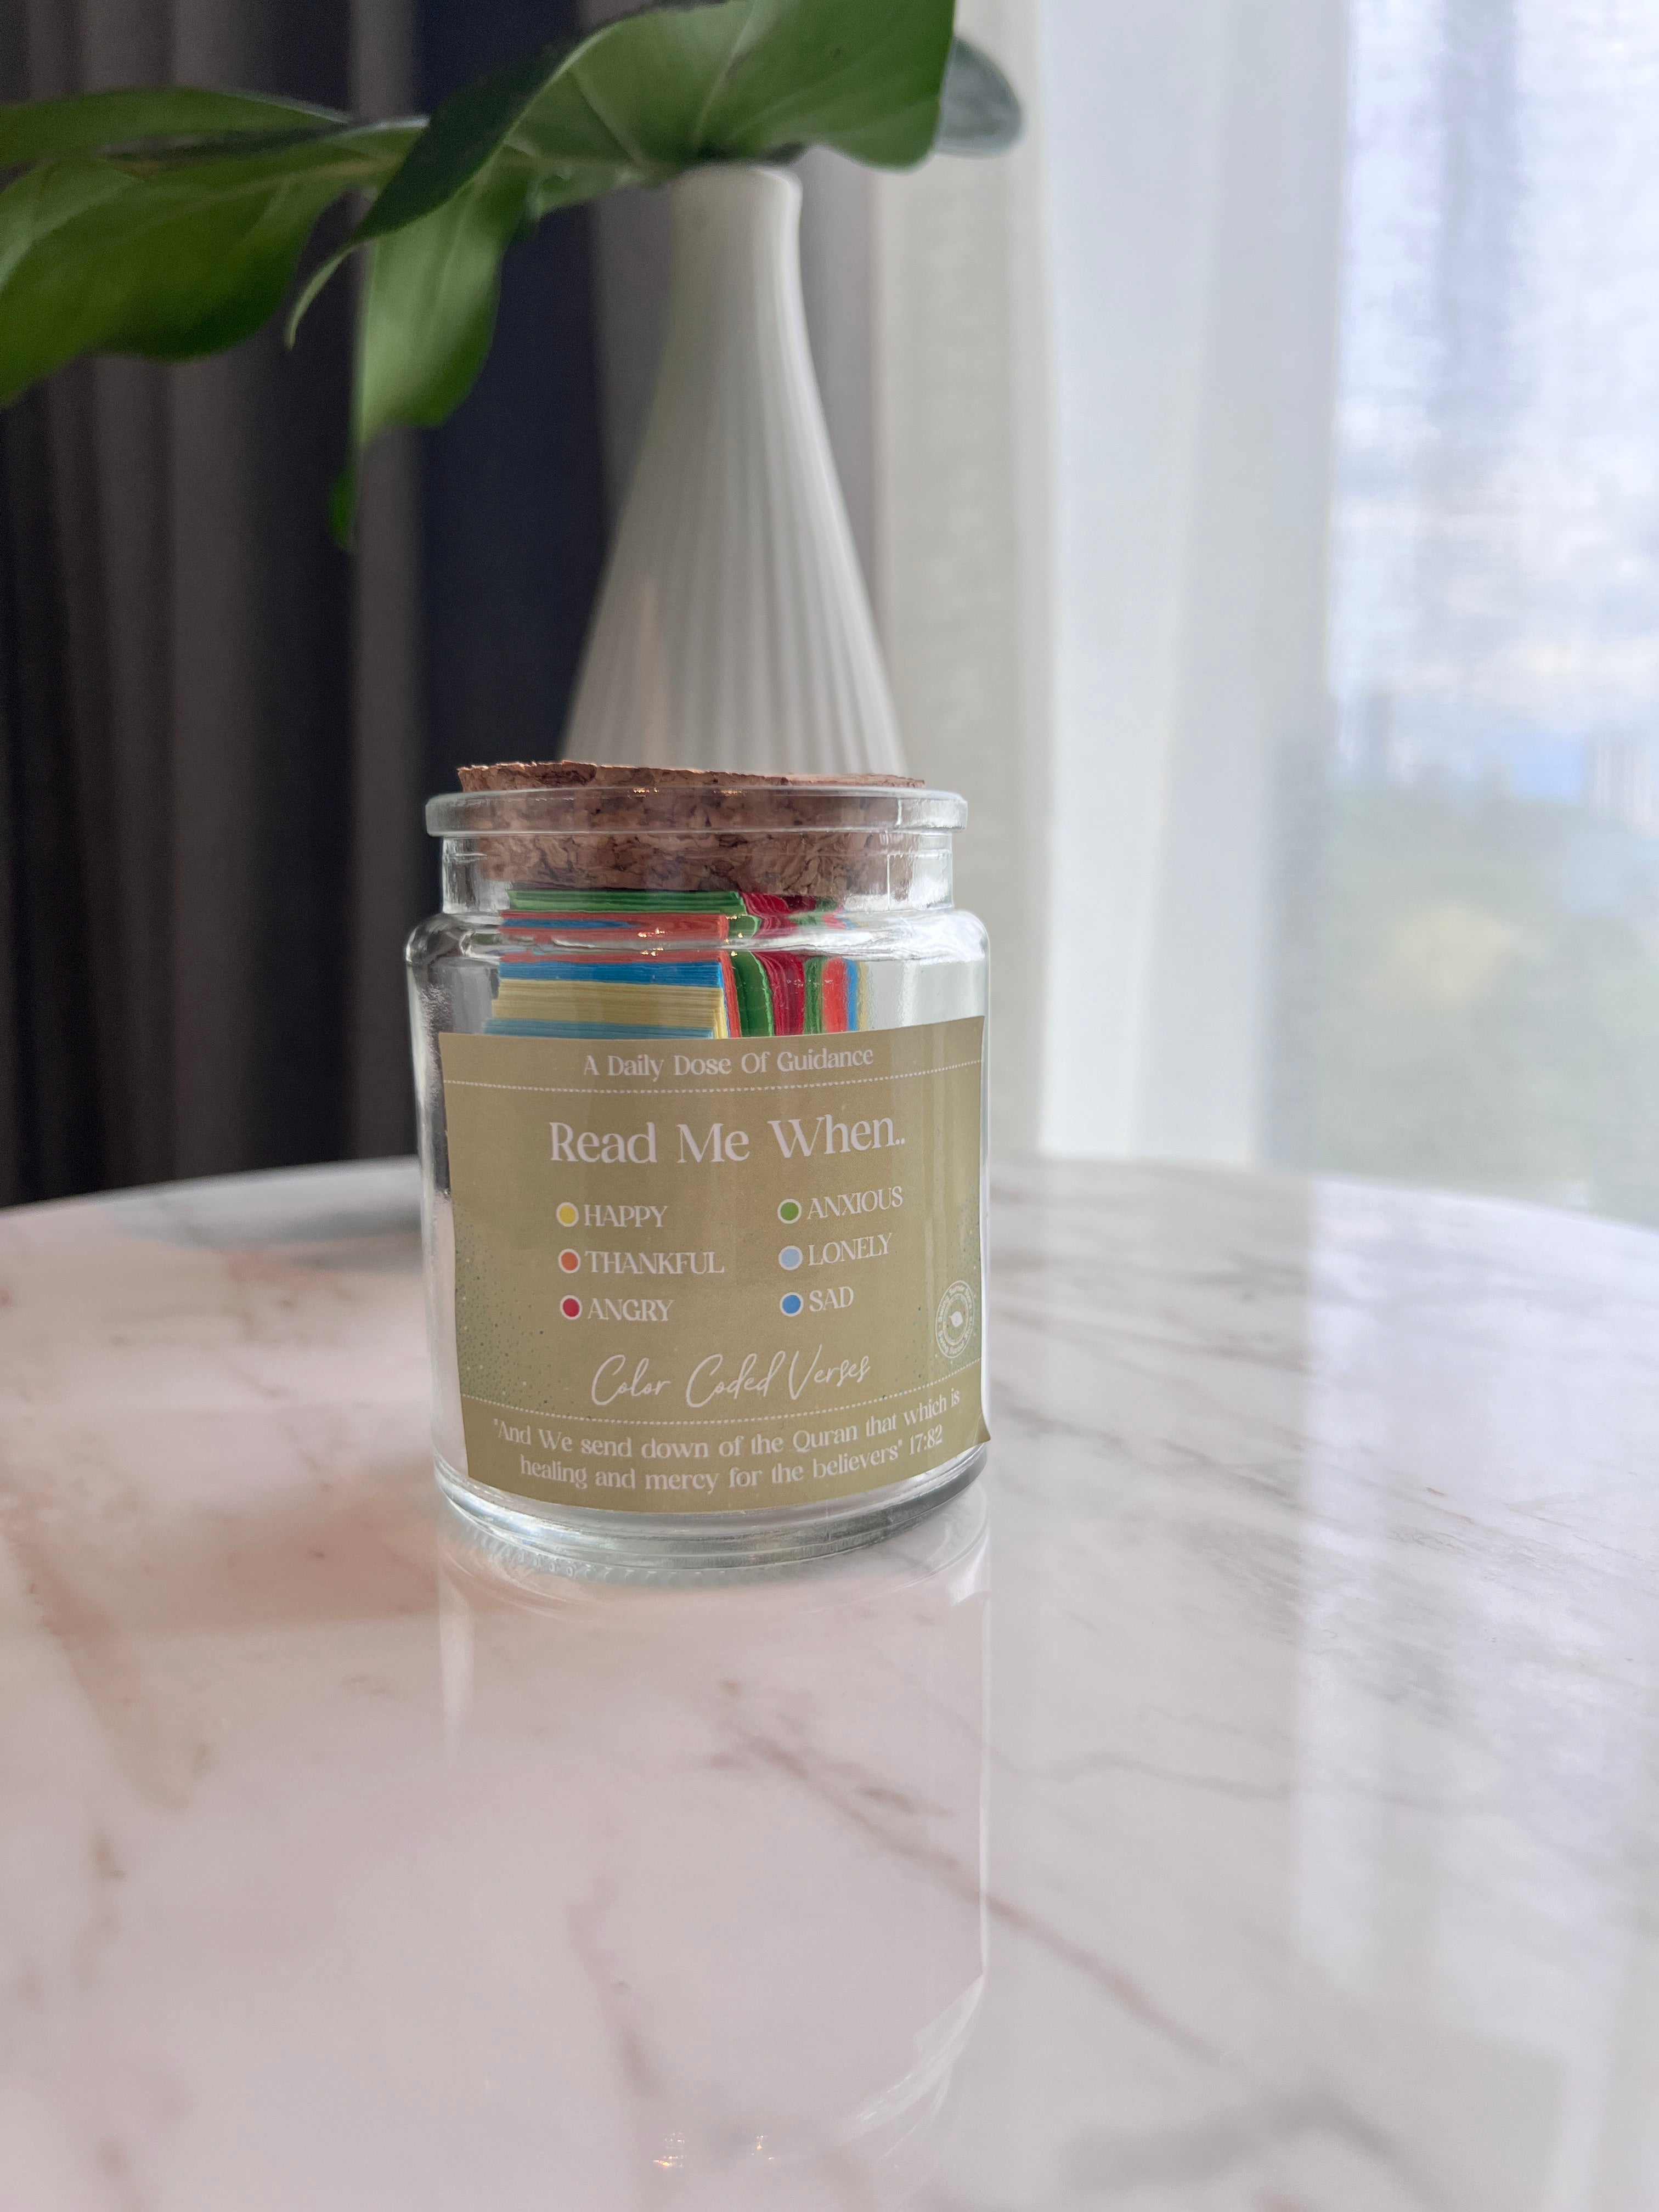 A Daily Dose Of Guidance
Read Me When..
HAPPY
ANXIOUS
THANKFUL
LONELY
ANGRY
SAD
Color Coded Verses
"And We send down of the Quran that which is
healing and mercy for the believers" 17:82